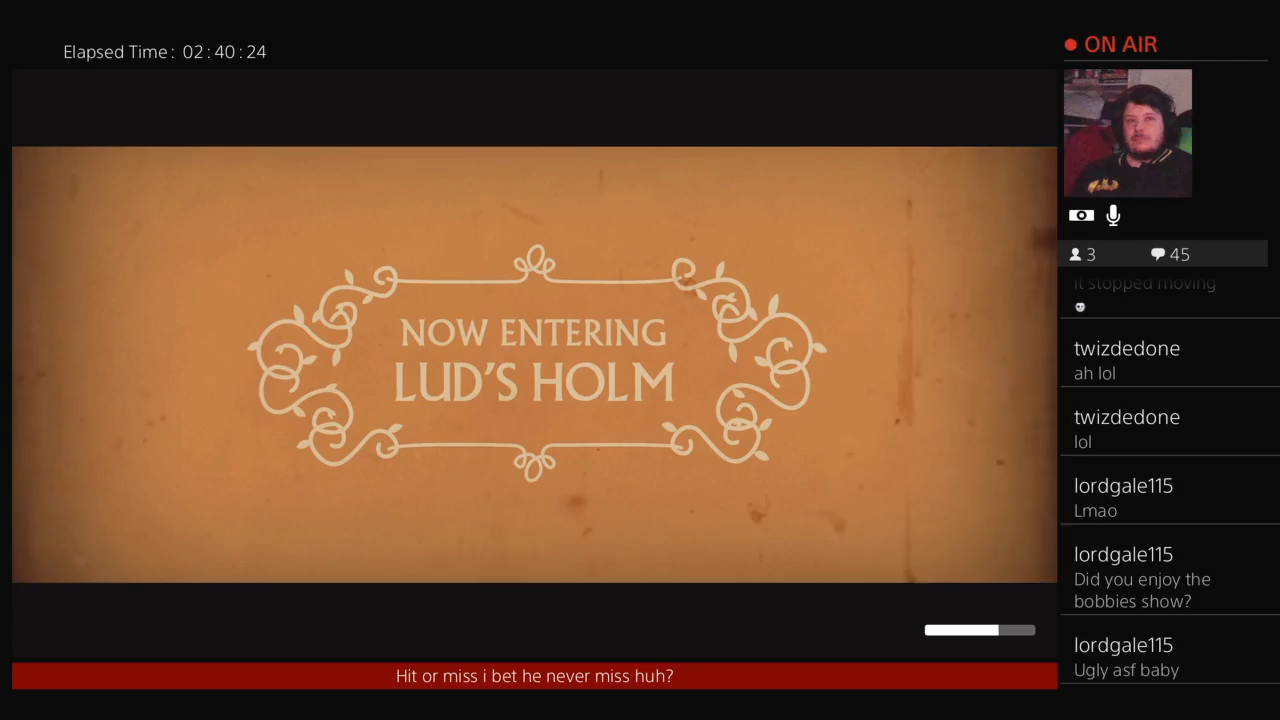 Elapsed Time: 02:40:24
ON AIR
NOW ENTERING
LUD'S HOLM
3 45
it stopped moving
twizdedone
ah lol
twizdedone
lol
lordgale115
Lmao
lordgale115
Did you enjoy the
bobbies show?
lordgale115
Ugly asf baby
Hit or miss i bet he never miss huh?